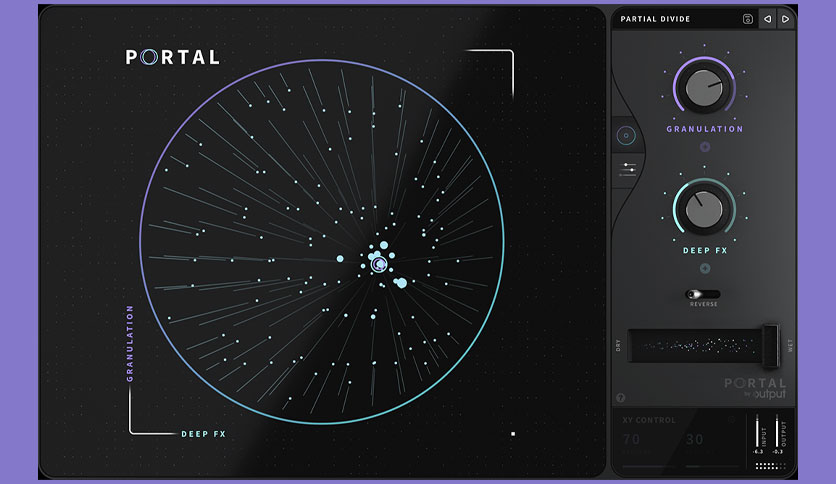 PORTAL
GRANULATION
DEEP FX
PARTIAL DIVIDE
GRANULATION
DEEP FX
REVERSE
DRY
WET
PORTAL
by output
XY CONTROL
70 30
INPUT
OUTPUT
-6.3 -0.3